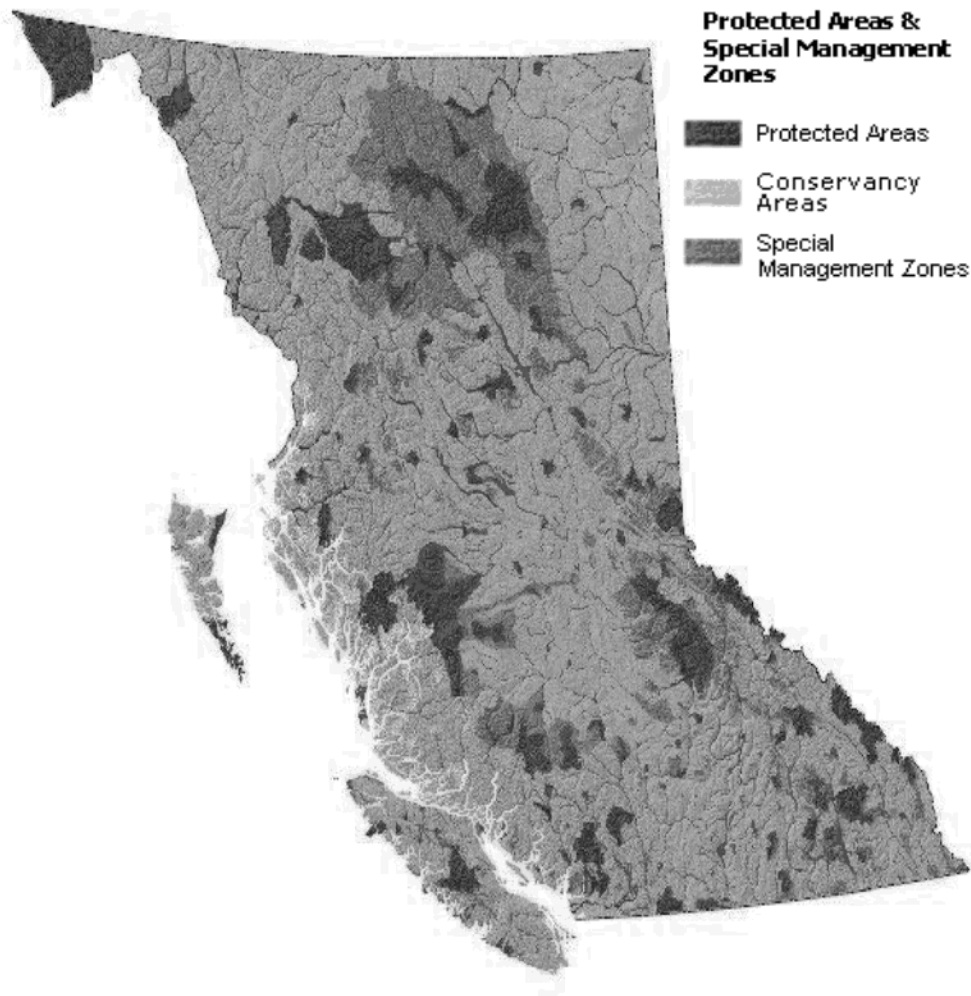 Protected Areas &
Special Management
Zones
Protected Areas
Conservancy
Areas
Special
Management Zones